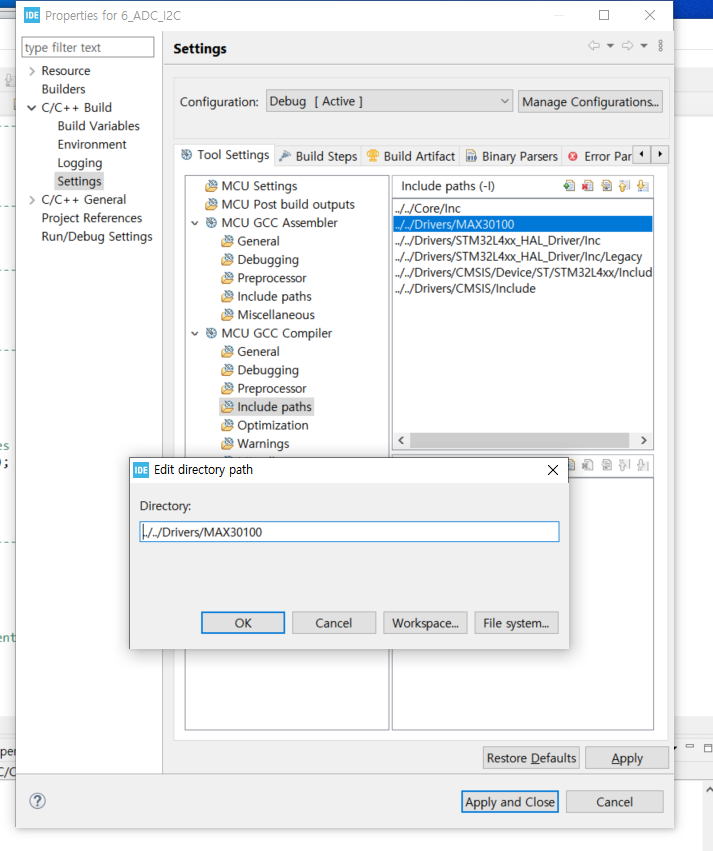 IDE Properties for 6_ADC_I2C
type filter text
Resource
Builders
C/C++ Build
Build Variables
Environment
Logging
Settings
C/C++ General
Project References
Run/Debug Settings
Settings
Configuration:
Debug [ Active ]
Manage Configurations...
Tool Settings
Build Steps
Build Artifact
Binary Parsers
Error Par
MCU Settings
MCU Post build outputs
MCU GCC Assembler
General
Debugging
Preprocessor
Include paths
Miscellaneous
MCU GCC Compiler
General
Debugging
Preprocessor
Include paths
Optimization
Warnings
Include paths (-I)
../../Core/Inc
../../Drivers/MAX30100
../../Drivers/STM32L4xx_HAL_Driver/Inc
../../Drivers/STM32L4xx_HAL_Driver/Inc/Legacy
../../Drivers/CMSIS/Device/ST/STM32L4xx/Includ
../../Drivers/CMSIS/Include
IDE Edit directory path
Directory:
../../Drivers/MAX30100
OK
Cancel
Workspace...
File system...
Restore Defaults
Apply
Apply and Close
Cancel
es
);
ent
per
C/C